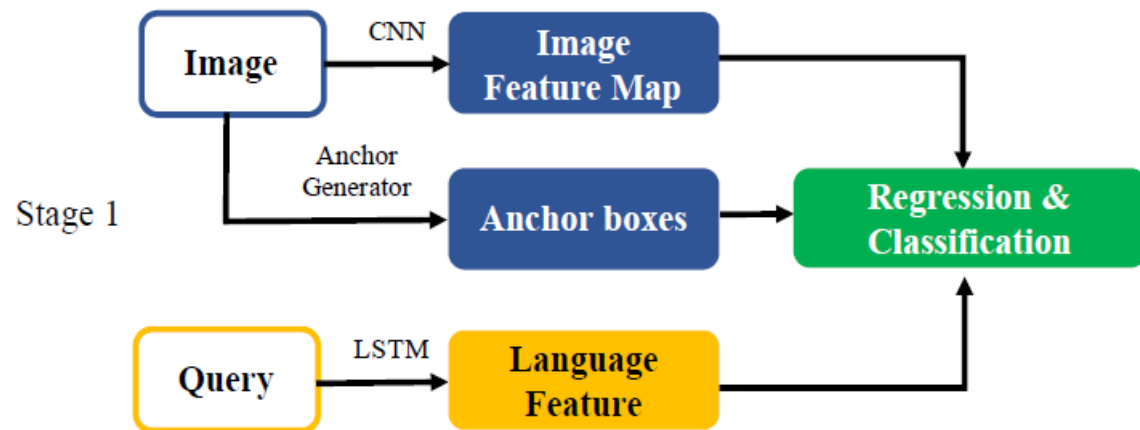 CNN
Image
Image
Feature Map
Anchor
Generator
Stage 1
Anchor boxes
Regression &
Classification
LSTM
Query
Language
Feature